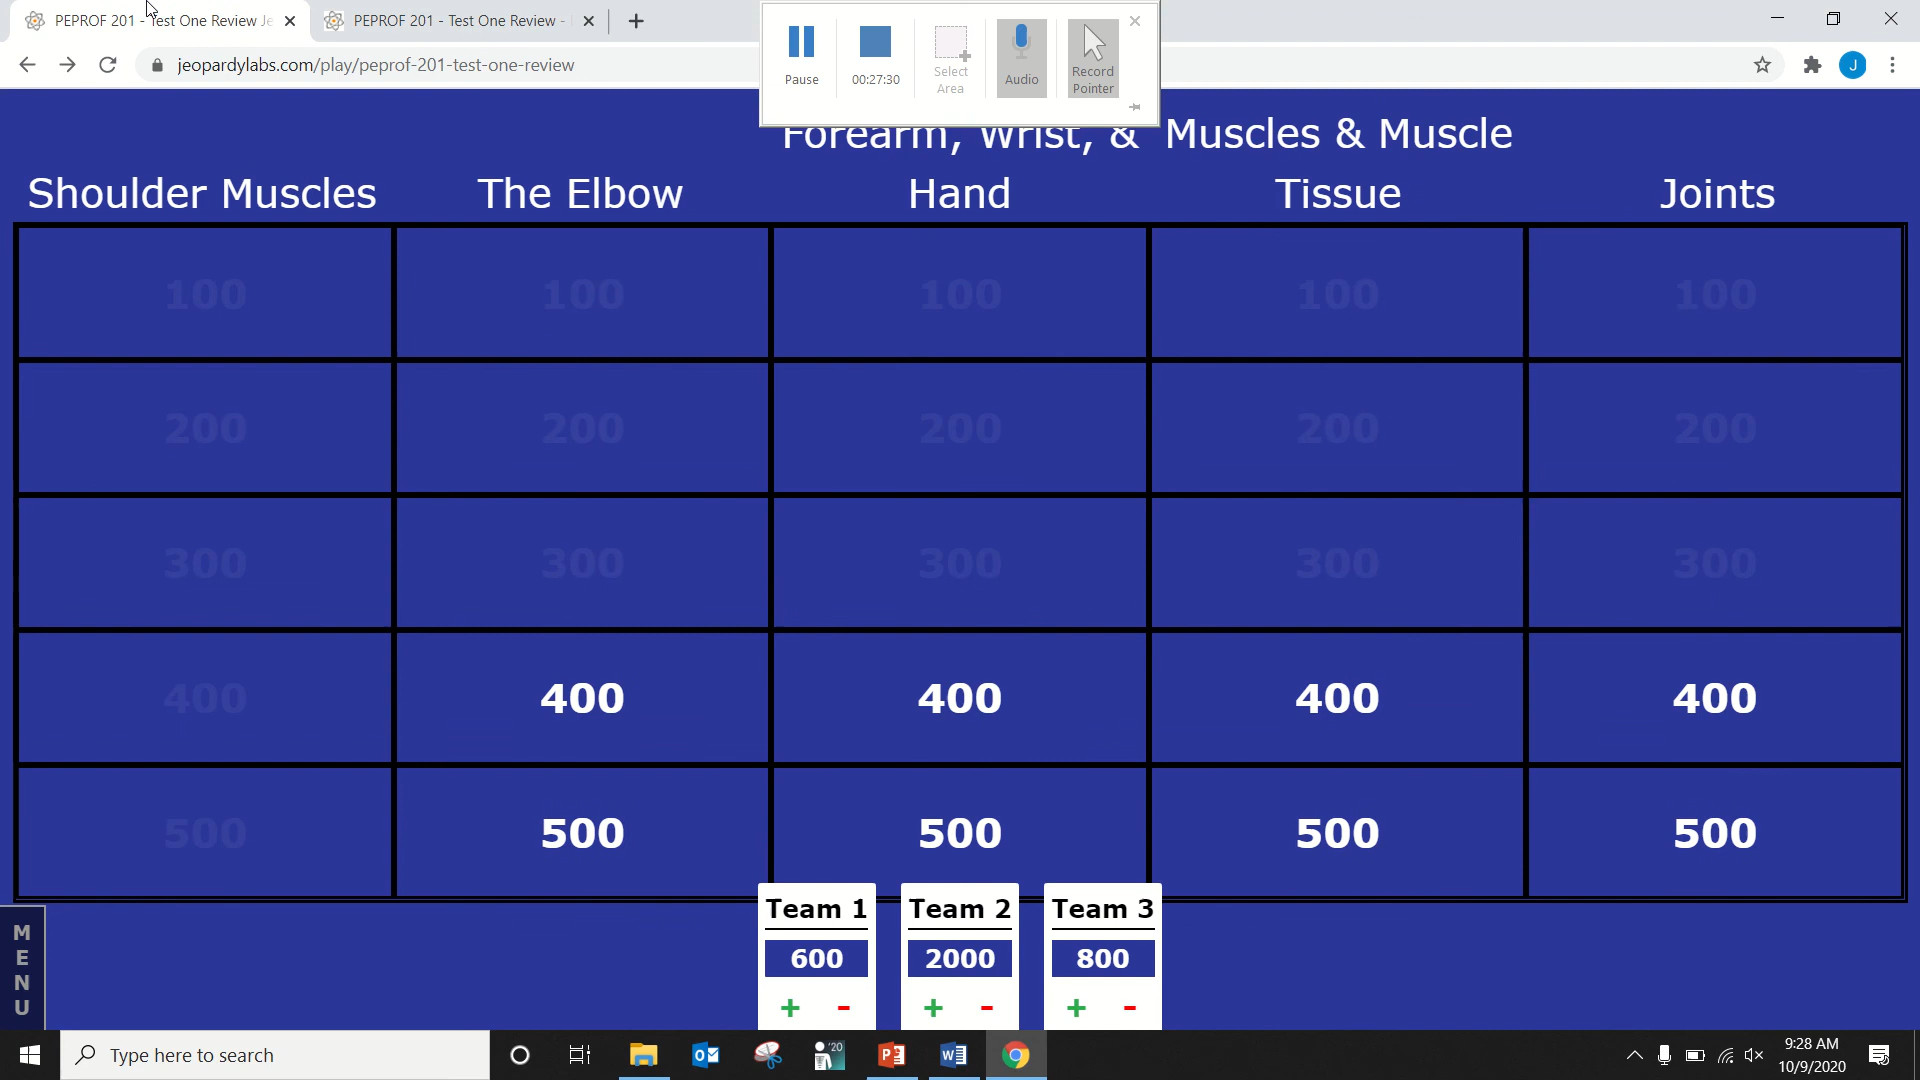 PEPROF 201 - Test One Review Je
PEPROF 201 - Test One Review -
jeopardylabs.com/play/peprof-201-test-one-review
J
Pause
00:27:30
Select
Area
Audio
Record
Pointer
Forearm, Wrist, & Muscles & Muscle
Shoulder Muscles The Elbow Hand Tissue Joints
100 100 100 100 100
200 200 200 200 200
300 300 300 300 300
400 400 400 400 400
500 500 500 500 500
MENU
Team 1 Team 2 Team 3
600 2000 800
+ - + - + -
Type here to search
'20
9:28 AM
10/9/2020